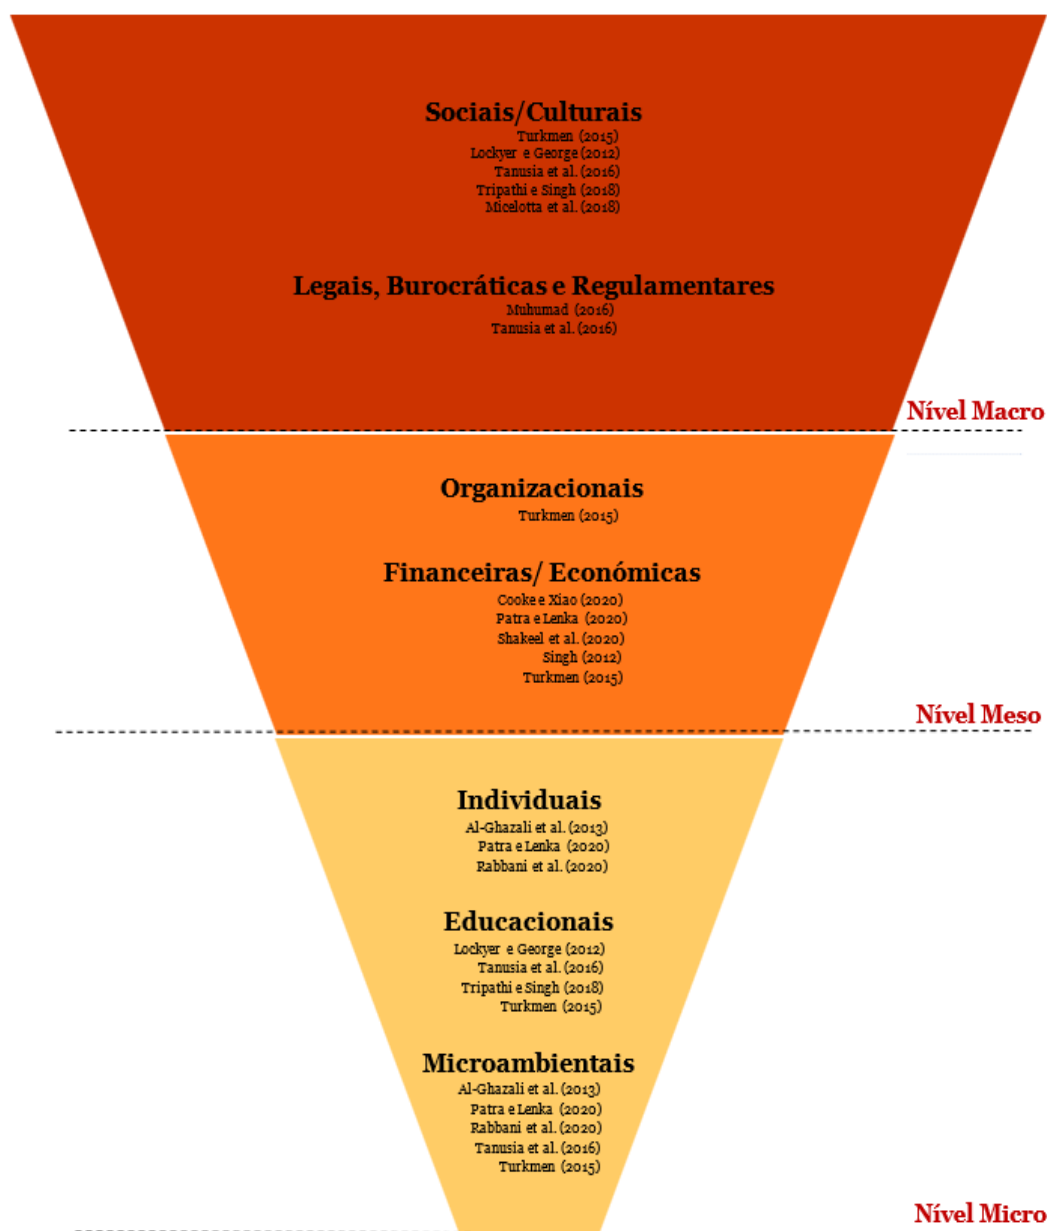 Sociais/Culturais
Turkmen (2015)
Lockyer e George (2012)
Tanusia et al. (2016)
Tripathi e Singh (2018)
Micelotta et al. (2018)
Legais, Burocráticas e Regulamentares
Muhumad (2016)
Tanusia et al. (2016)
Nível Macro
Organizacionais
Turkmen (2015)
Financeiras/ Económicas
Cooke e Xiao (2020)
Patra e Lenka (2020)
Shakeel et al. (2020)
Singh (2012)
Turkmen (2015)
Nível Meso
Individuais
Al-Ghazali et al. (2013)
Patra e Lenka (2020)
Rabbani et al. (2020)
Educacionais
Lockyer e George (2012)
Tanusia et al. (2016)
Tripathi e Singh (2018)
Turkmen (2015)
Microambientais
Al-Ghazali et al. (2013)
Patra e Lenka (2020)
Rabbani et al. (2020)
Tanusia et al. (2016)
Turkmen (2015)
Nível Micro